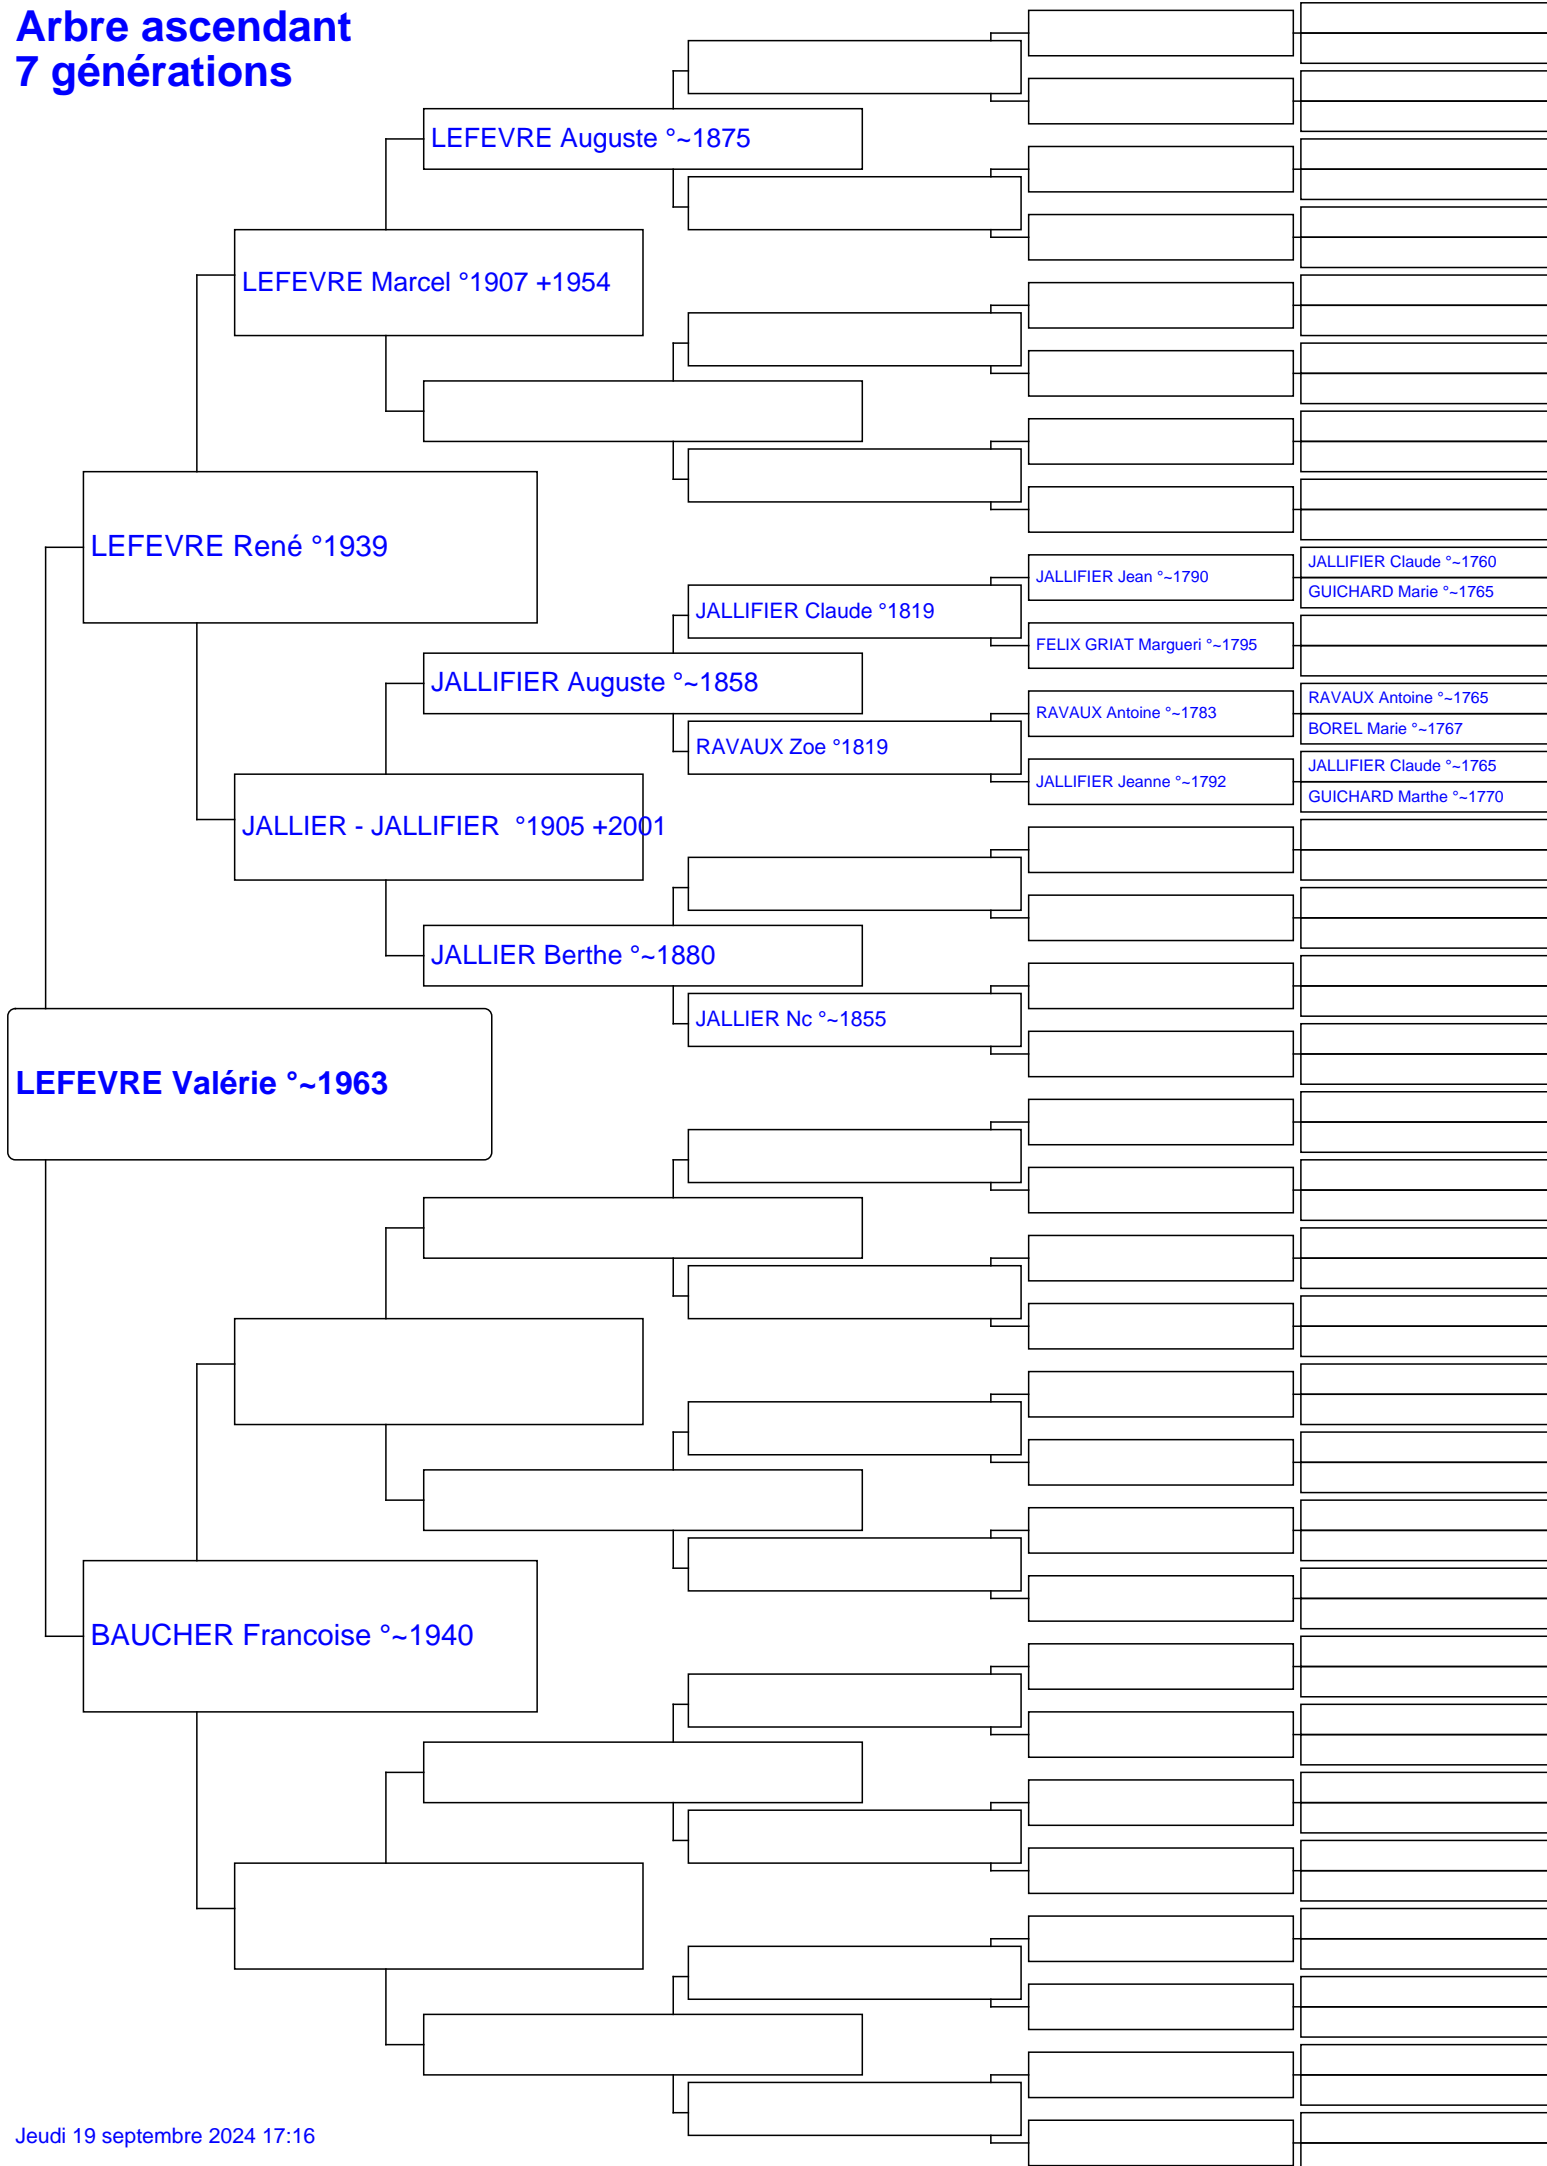 Arbre ascendant
7 générations
LEFEVRE Auguste °~1875
LEFEVRE Marcel °1907 +1954
LEFEVRE René °1939
JALLIFIER Jean °~1790
JALLIFIER Claude °~1760
GUICHARD Marie °~1765
JALLIFIER Claude °1819
FELIX GRIAT Margueri °~1795
JALLIFIER Auguste °~1858
RAVAUX Antoine °~1783
RAVAUX Antoine °~1765
BOREL Marie °~1767
RAVAUX Zoe °1819
JALLIFIER Jeanne °~1792
JALLIFIER Claude °~1765
GUICHARD Marthe °~1770
JALLIER - JALLIFIER  °1905 +2001
JALLIER Berthe °~1880
JALLIER Nc °~1855
LEFEVRE Valérie °~1963
BAUCHER Francoise °~1940
Jeudi 19 septembre 2024 17:16